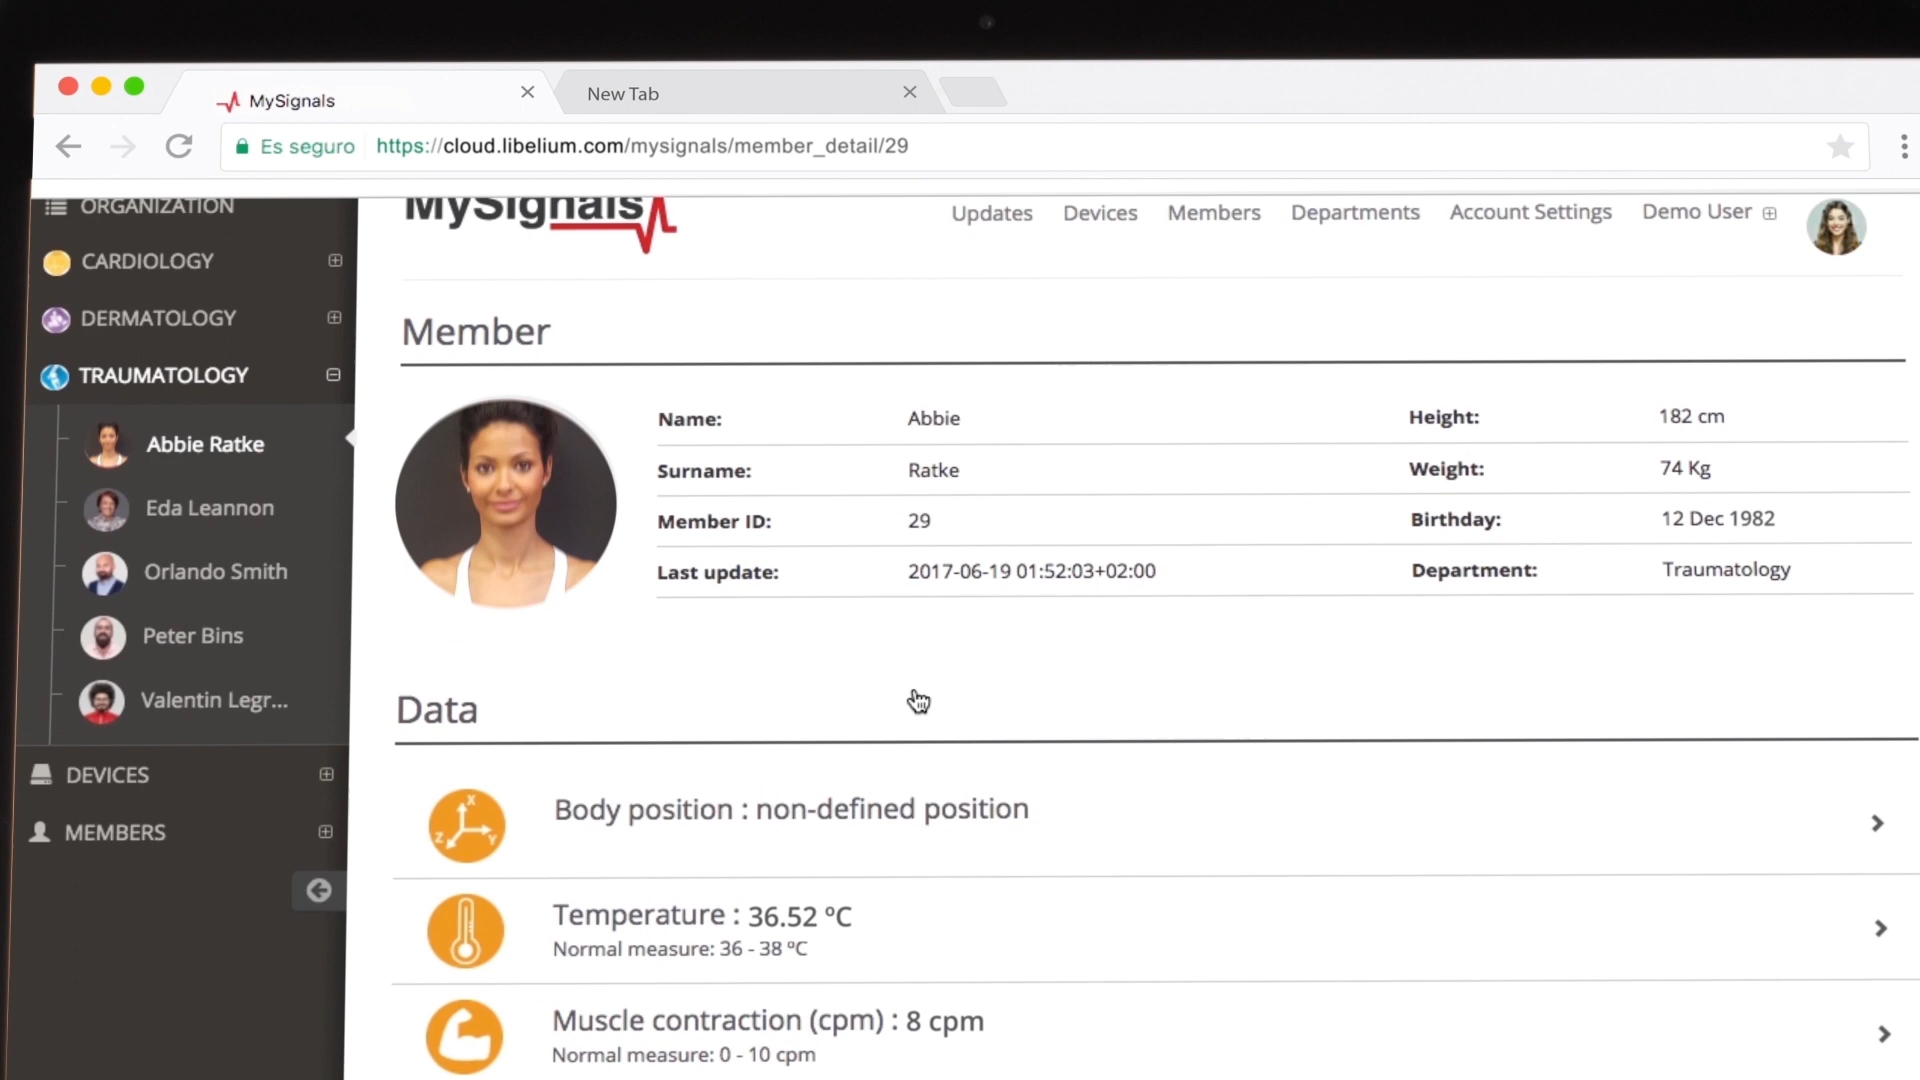 MySignals
New Tab
Es seguro https://cloud.libelium.com/mysignals/member_detail/29
ORGANIZATION
CARDIOLOGY
DERMATOLOGY
TRAUMATOLOGY
Abbie Ratke
Eda Leannon
Orlando Smith
Peter Bins
Valentin Legr...
DEVICES
MEMBERS
MySignals
Updates Devices Members Departments Account Settings Demo User
Member
Name: Abbie Height: 182 cm
Surname: Ratke Weight: 74 Kg
Member ID: 29 Birthday: 12 Dec 1982
Last update: 2017-06-19 01:52:03+02:00 Department: Traumatology
Data
X
Z Y
Body position : non-defined position
Temperature : 36.52 ºC
Normal measure: 36 - 38 ºC
Muscle contraction (cpm) : 8 cpm
Normal measure: 0 - 10 cpm